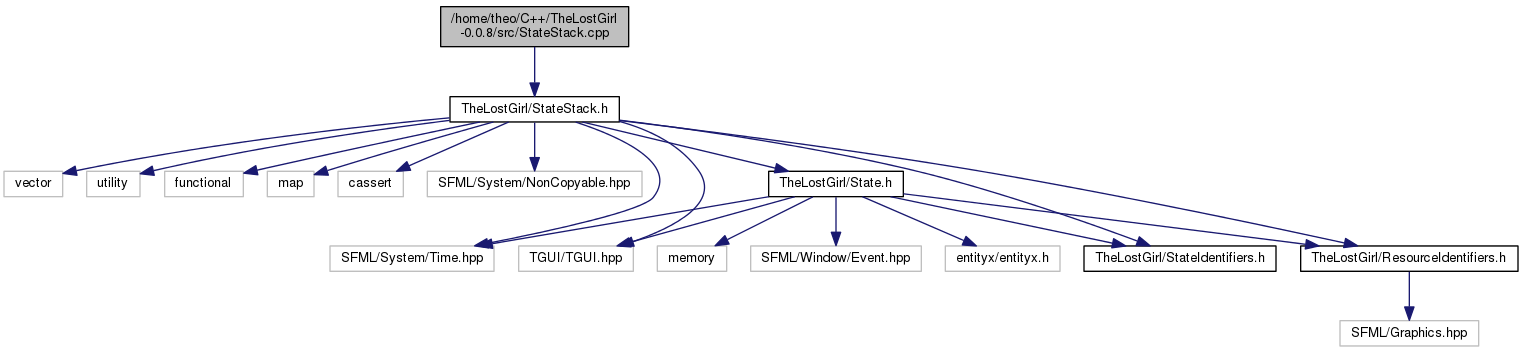 /home/theo/C++/TheLostGirl
-0.0.8/src/StateStack.cpp
TheLostGirl/StateStack.h
vector
utility
functional
map
cassert
SFML/System/NonCopyable.hpp
TheLostGirl/State.h
SFML/System/Time.hpp
TGUI/TGUI.hpp
memory
SFML/Window/Event.hpp
entityx/entityx.h
TheLostGirl/StateIdentifiers.h
TheLostGirl/ResourceIdentifiers.h
SFML/Graphics.hpp